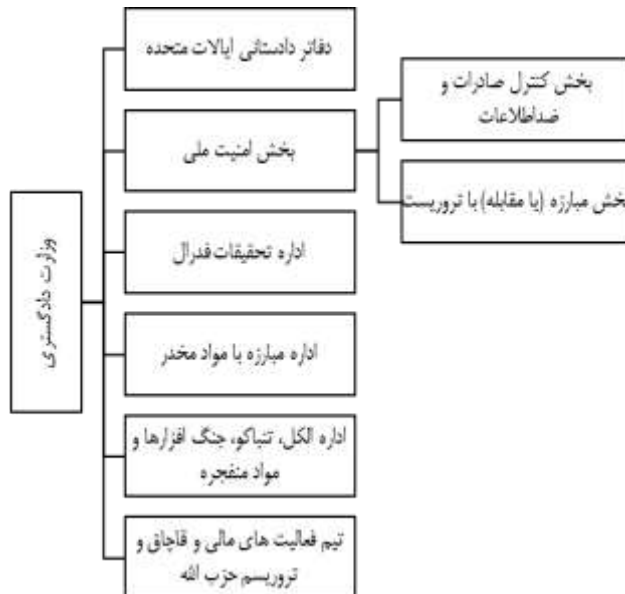 وزارت دادگستری
دفاتر دادستانی ایالات متحده
بخش امنیت ملی
بخش کنترل صادرات و
ضداطلاعات
بخش مبارزه (یا مقابله) با تروریست
اداره تحقیقات فدرال
اداره مبارزه با مواد مخدر
اداره الکل، تنباکو، جنگ افزارها و
مواد منفجره
تیم فعالیت های مالی و قاچاق و
تروریسم حزب الله